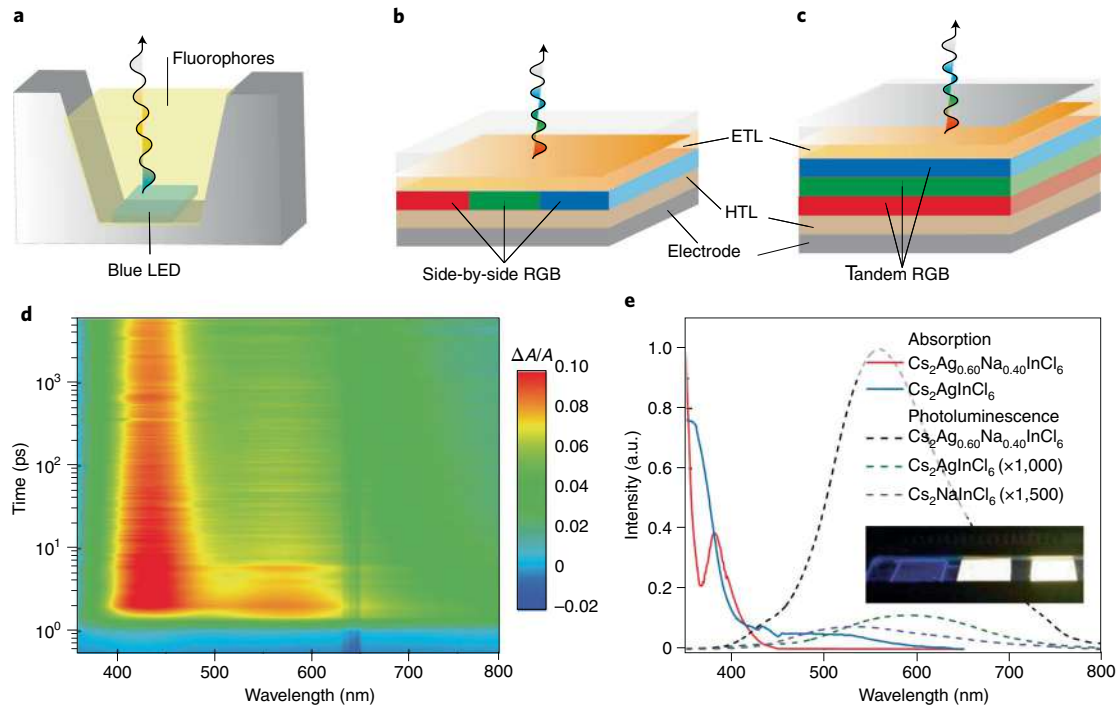 a
Fluorophores
Blue LED
b
Side-by-side RGB
c
ETL
HTL
Electrode
Tandem RGB
d
Time (ps)
10³
10²
10¹
10⁰
400
500
600
700
800
Wavelength (nm)
ΔA/A
0.10
0.08
0.06
0.04
0.02
0
–0.02
e
Intensity (a.u.)
1.0
0.8
0.6
0.4
0.2
0
400
500
600
700
800
Wavelength (nm)
Absorption
Cs₂Ag₀.₆₀Na₀.₄₀InCl₆
Cs₂AgInCl₆
Photoluminescence
Cs₂Ag₀.₆₀Na₀.₄₀InCl₆
Cs₂AgInCl₆ (×1,000)
Cs₂NaInCl₆ (×1,500)